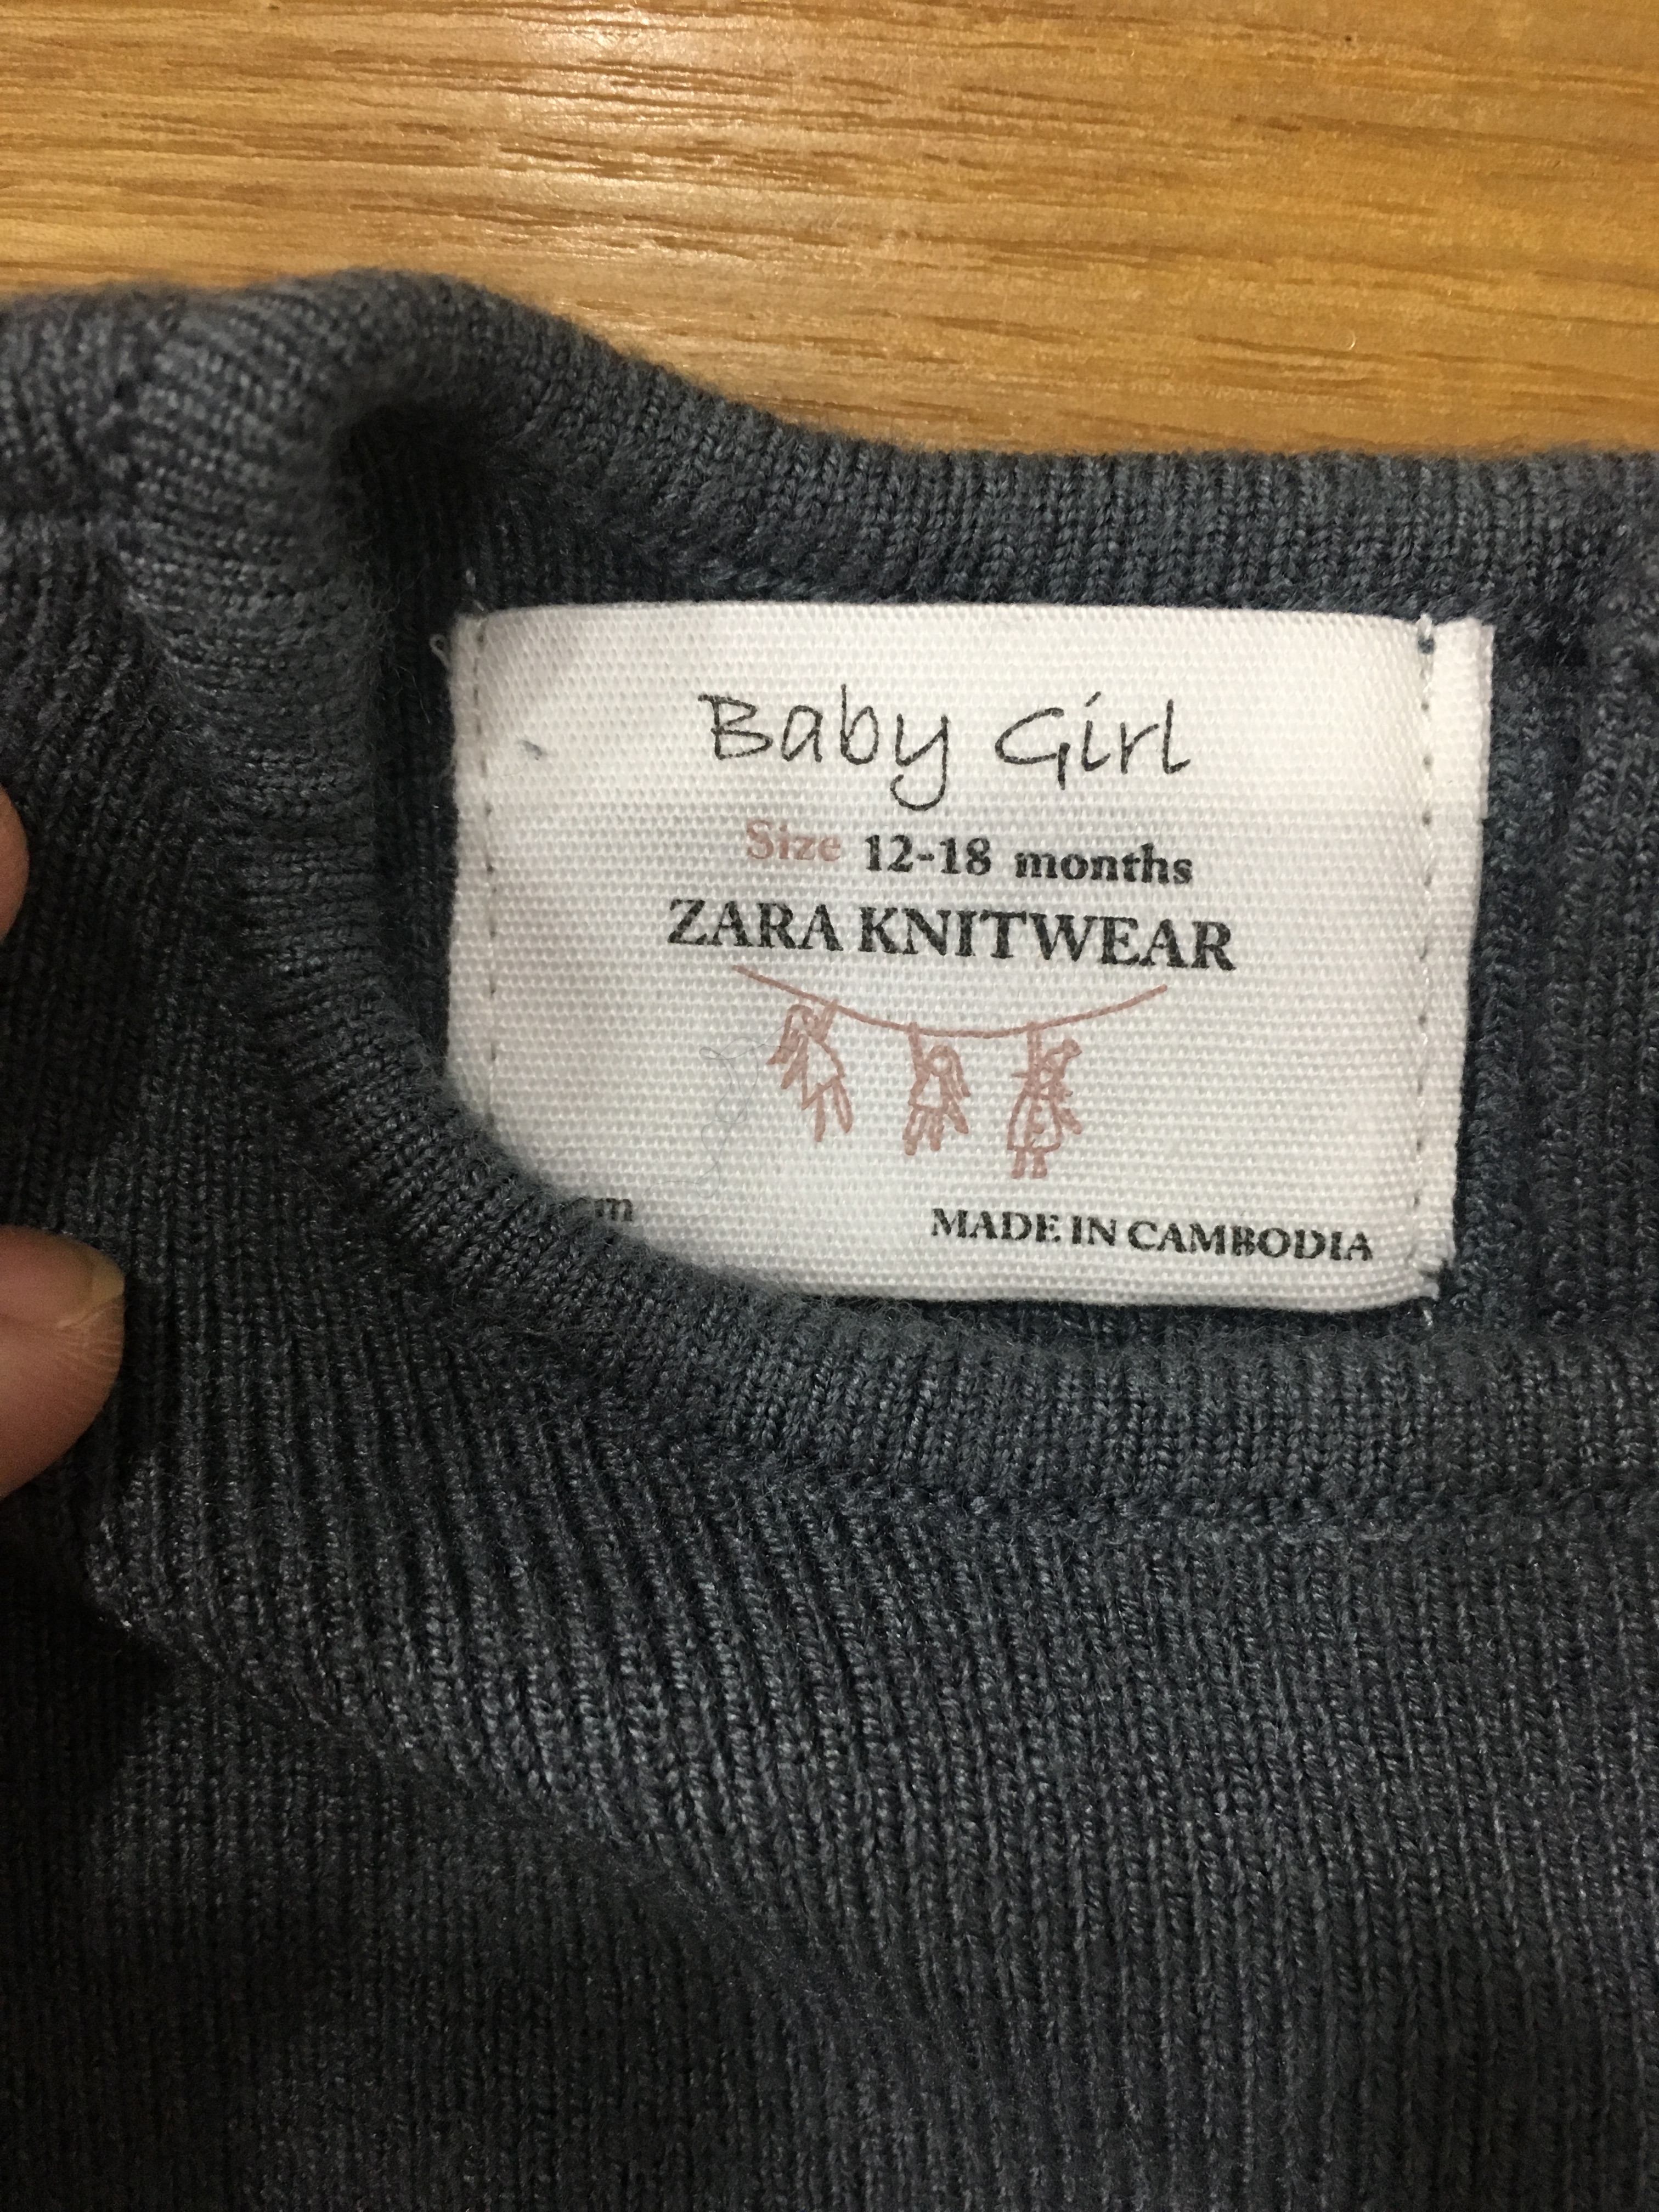 Baby Girl
Size 12-18 months
ZARA KNITWEAR
m MADE IN CAMBODIA